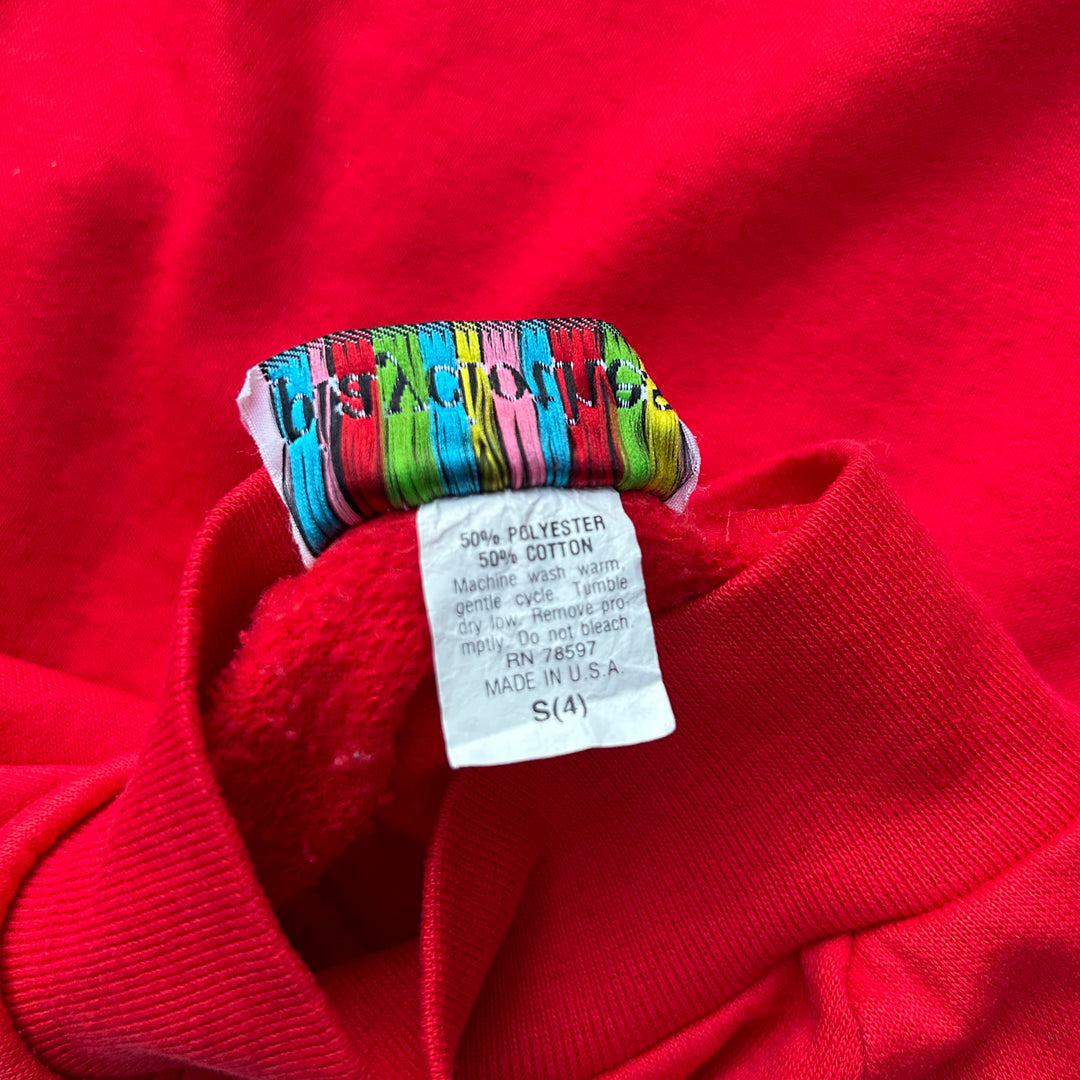 50% POLYESTER
50% COTTON
Machine wash warm,
gentle cycle. Tumble
dry low. Remove pro-
mptly. Do not bleach.
RN 78597
MADE IN U.S.A.
S(4)